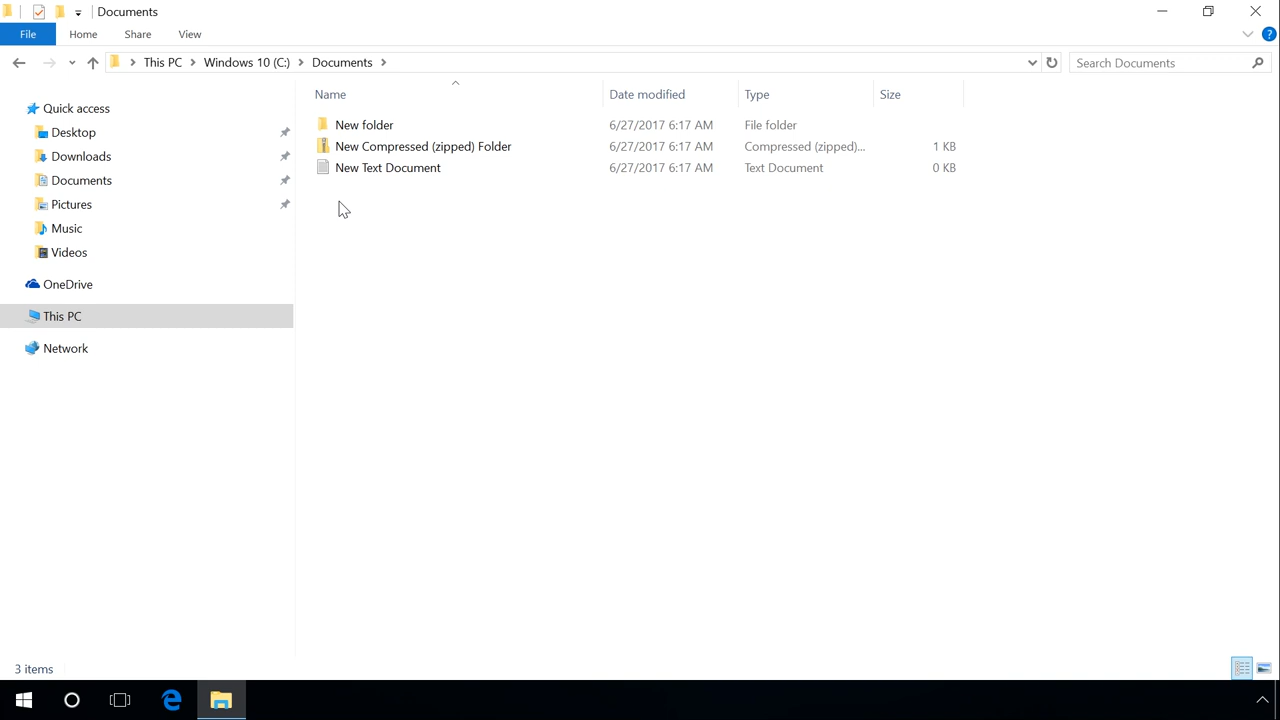 Documents
File Home Share View
This PC Windows 10 (C:) Documents
Search Documents
Name Date modified Type Size
Quick access
Desktop
Downloads
Documents
Pictures
Music
Videos
OneDrive
This PC
Network
New folder 6/27/2017 6:17 AM File folder
New Compressed (zipped) Folder 6/27/2017 6:17 AM Compressed (zipped)... 1 KB
New Text Document 6/27/2017 6:17 AM Text Document 0 KB
3 items